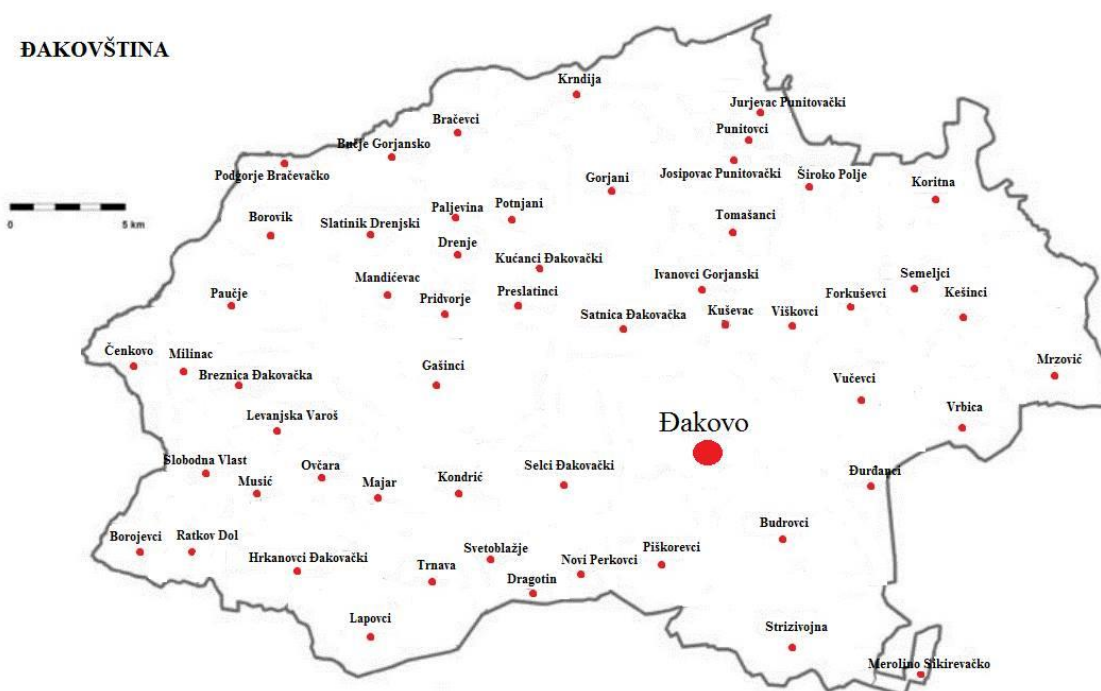 ĐAKOVŠTINA
Krndija
Jurjevac Punitovački
Bračevci
Punitovci
Bučje Gorjansko
Podgorje Bračevačko
Josipovac Punitovački
Široko Polje
Gorjani
Koritna
Borovik
Slatinik Drenjski
Paljevina
Potnjani
Tomašanci
0
5 km
Drenje
Kućanci Đakovački
Mandićevac
Ivanovci Gorjanski
Semeljci
Paučje
Pridvorje
Preslatinci
Forkuševci
Kešinci
Satnica Đakovačka
Kuševac
Viškovci
Čenkovo
Milinac
Breznica Đakovačka
Gašinci
Mrzović
Vučevci
Levanjska Varoš
Đakovo
Vrbica
Slobodna Vlast
Musić
Ovčara
Majar
Kondrić
Selci Đakovački
Đurđanci
Budrovci
Borojevci
Ratkov Dol
Hrkanovci Đakovački
Svetoblažje
Trnava
Dragotin
Novi Perkovci
Piškorevci
Lapovci
Strizivojna
Merolino Sikirevačko